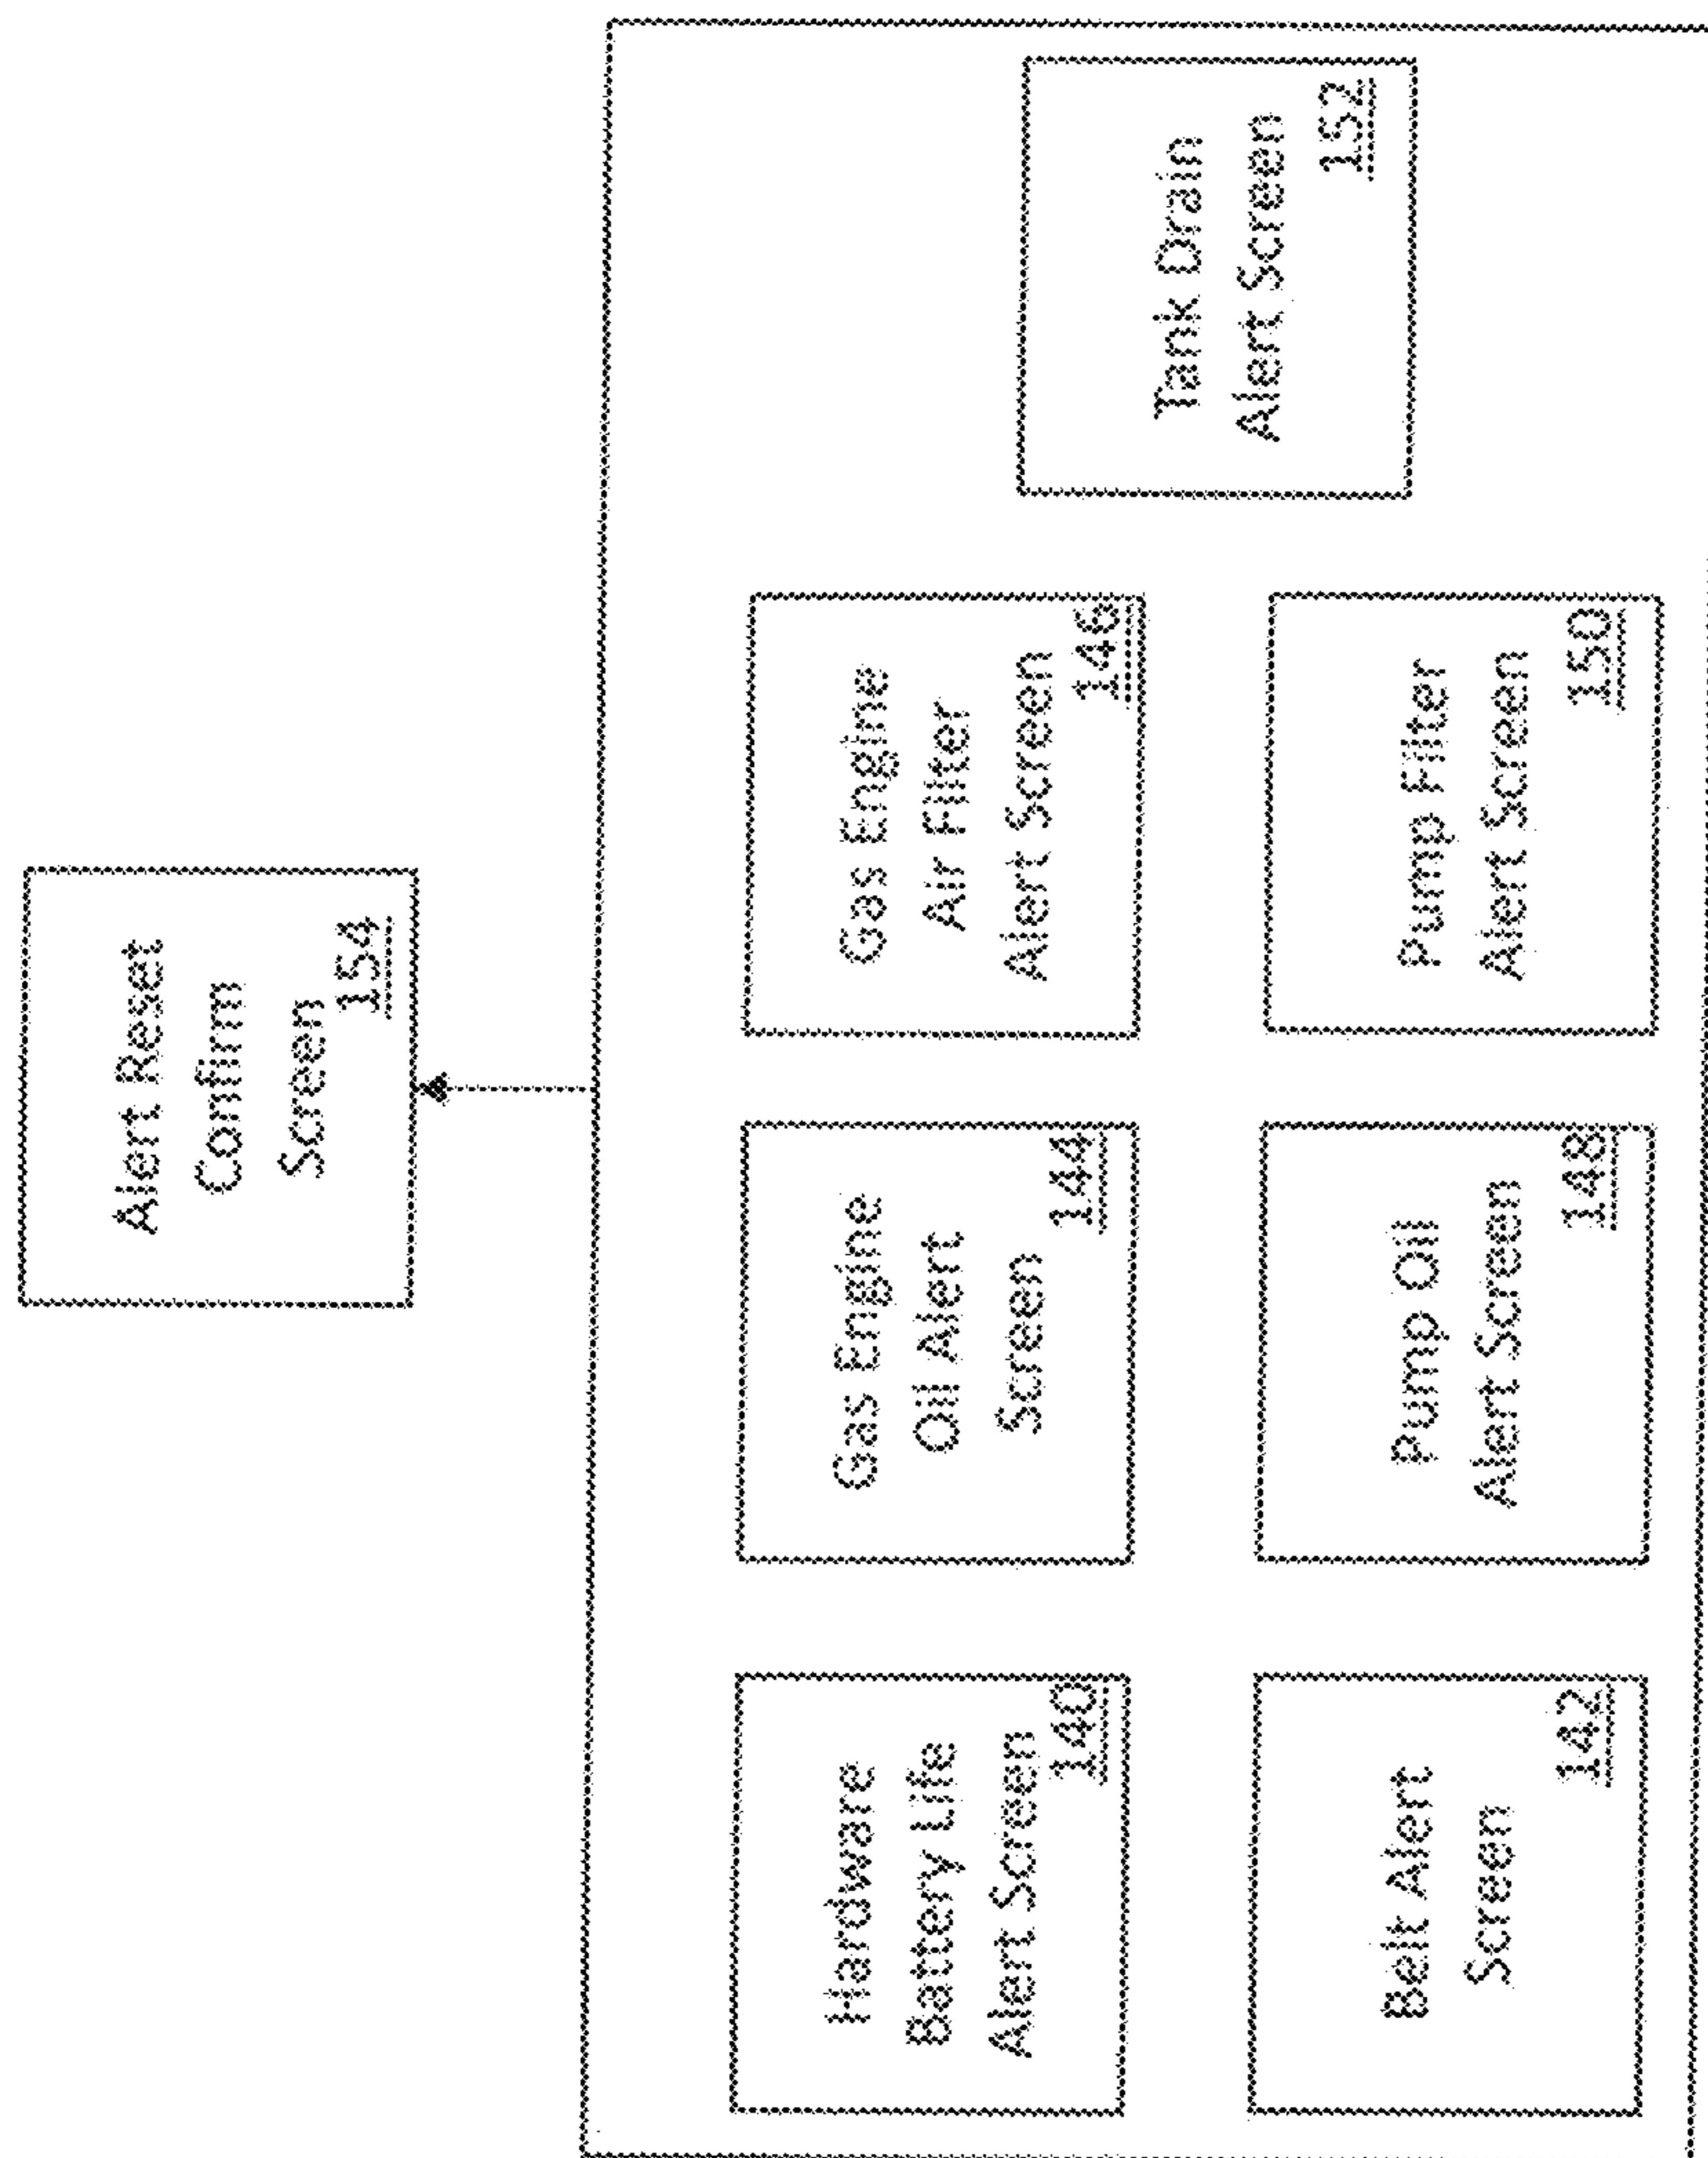 Alert Reset
Confirm
Screen
154
Hardware
Battery Life
Alert Screen
140
Gas Engine
Oil Alert
Screen
144
Gas Engine
Air Filter
Alert Screen
146
Belt Alert
Screen
142
Pump Oil
Alert Screen
148
Pump Filter
Alert Screen
150
Tank Drain
Alert Screen
152